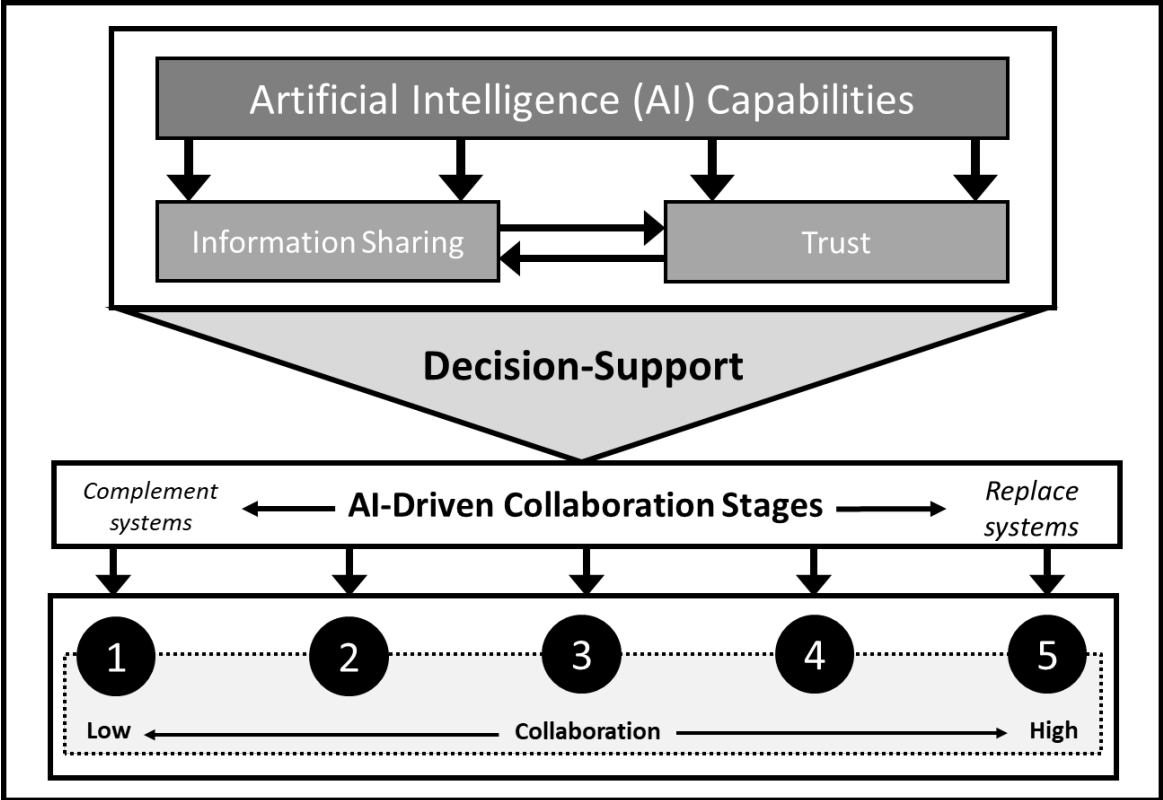 Artificial Intelligence (AI) Capabilities
Information Sharing
Trust
Decision-Support
Complement
systems
AI-Driven Collaboration Stages
Replace
systems
1
2
3
4
5
Low
Collaboration
High